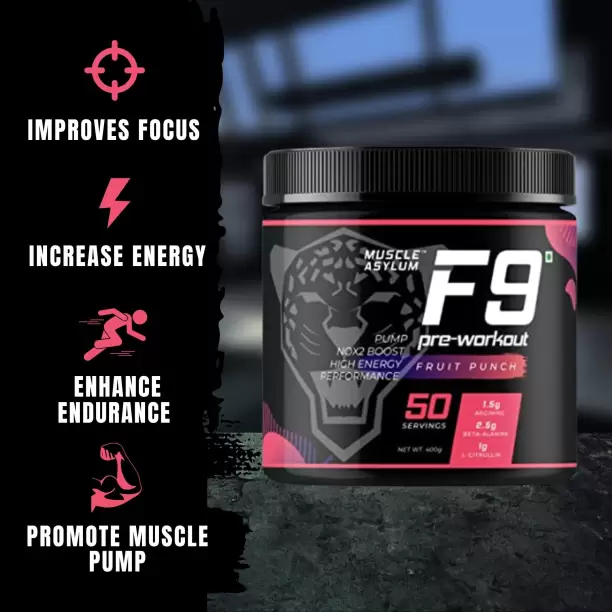 IMPROVES FOCUS
INCREASE ENERGY
ENHANCE
ENDURANCE
PROMOTE MUSCLE
PUMP
MUSCLE™
ASYLUM
F9
pre-workout
FRUIT PUNCH
PUMP
NOX2 BOOST
HIGH ENERGY
PERFORMANCE
50
SERVINGS
NET WT. 400g
1.5g
ARGININE
2.5g
BETA-ALANINE
1g
L-CITRULLIN